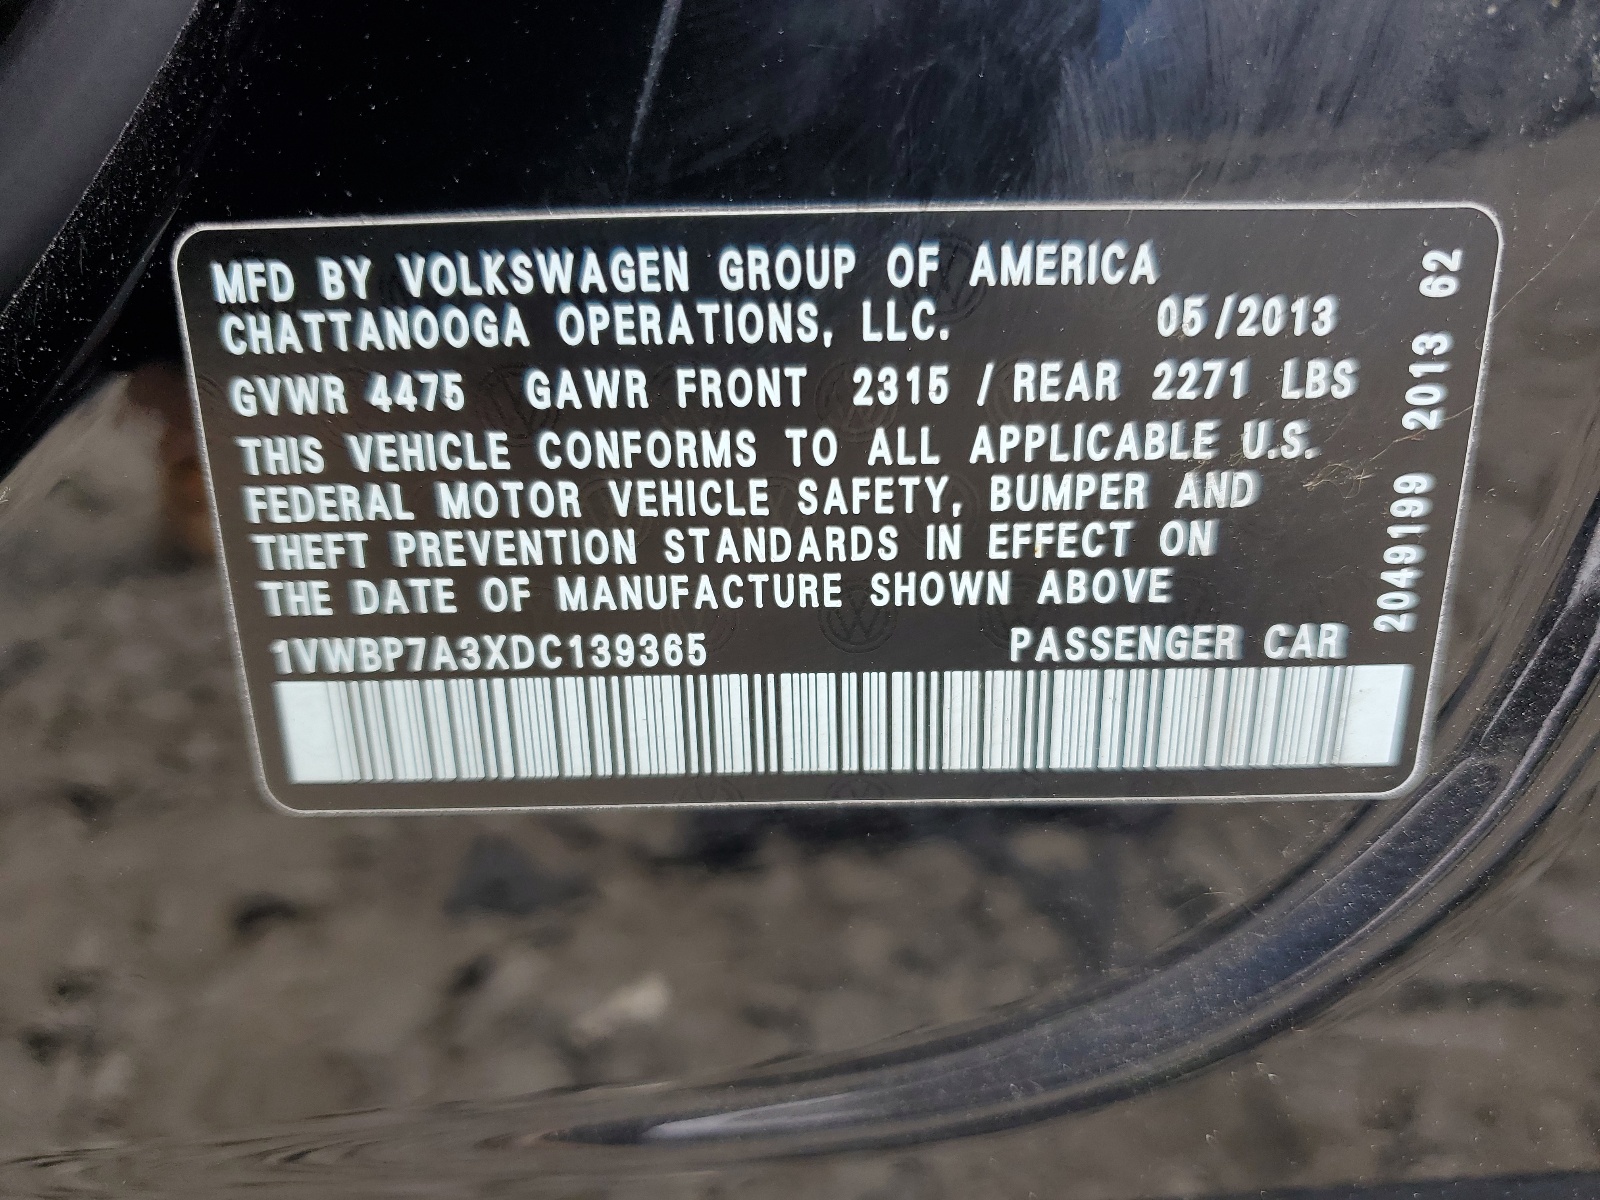 MFD BY VOLKSWAGEN GROUP OF AMERICA
CHATTANOOGA OPERATIONS, LLC. 05/2013
GVWR 4475 GAWR FRONT 2315 / REAR 2271 LBS
THIS VEHICLE CONFORMS TO ALL APPLICABLE U.S.
FEDERAL MOTOR VEHICLE SAFETY, BUMPER AND
THEFT PREVENTION STANDARDS IN EFFECT ON
THE DATE OF MANUFACTURE SHOWN ABOVE
1VWBP7A3XDC139365 PASSENGER CAR
2049199 2013 62